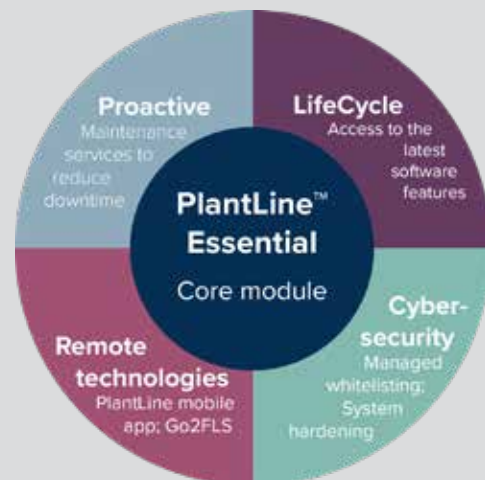 Proactive
Maintenance
services to
reduce
downtime
LifeCycle
Access to the
latest
software
features
PlantLine™
Essential
Core module
Remote
technologies
PlantLine mobile
app; Go2FLS
Cyber-
security
Managed
whitelisting;
System
hardening